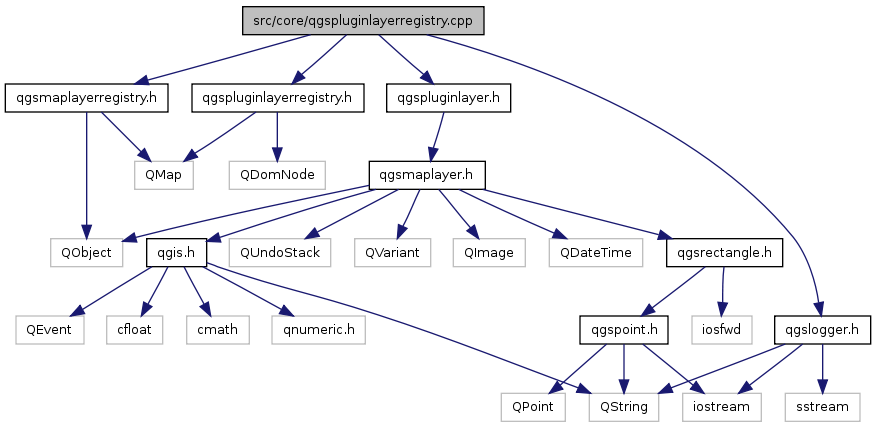 src/core/qgspluginlayerregistry.cpp
qgsmaplayerregistry.h
qgspluginlayerregistry.h
qgspluginlayer.h
QMap
QDomNode
qgsmaplayer.h
QObject
qgis.h
QUndoStack
QVariant
QImage
QDateTime
qgsrectangle.h
QEvent
cfloat
cmath
qnumeric.h
qgspoint.h
iosfwd
qgslogger.h
QPoint
QString
iostream
sstream